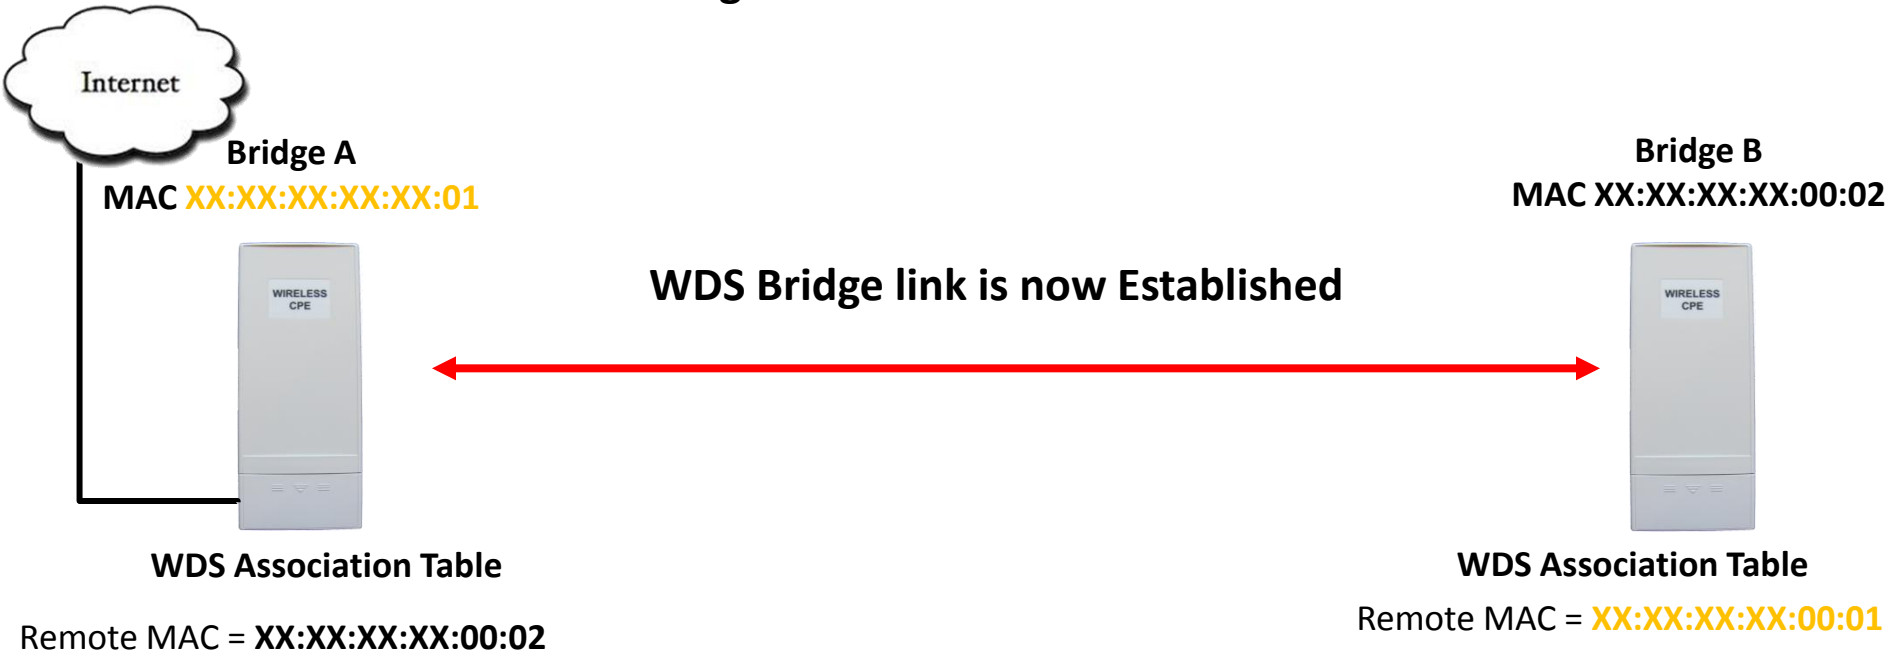 Internet
Bridge A
MAC XX:XX:XX:XX:XX:01
Bridge B
MAC XX:XX:XX:XX:00:02
WIRELESS
CPE
WDS Bridge link is now Established
WIRELESS
CPE
WDS Association Table
Remote MAC = XX:XX:XX:XX:00:02
WDS Association Table
Remote MAC = XX:XX:XX:XX:00:01